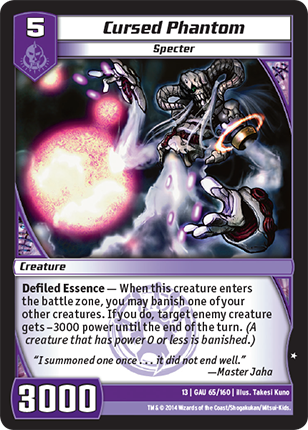 5
Cursed Phantom
Specter
Creature
Defiled Essence — When this creature enters
the battle zone, you may banish one of your
other creatures. If you do, target enemy creature
gets -3000 power until the end of the turn. (A
creature that has power 0 or less is banished.)
“I summoned one once . . . it did not end well.”
—Master Jaha
3000
13 | GAU 65/160 | Illus. Takesi Kuno
TM & © 2014 Wizards of the Coast/Shogakukan/Mitsui-Kids.